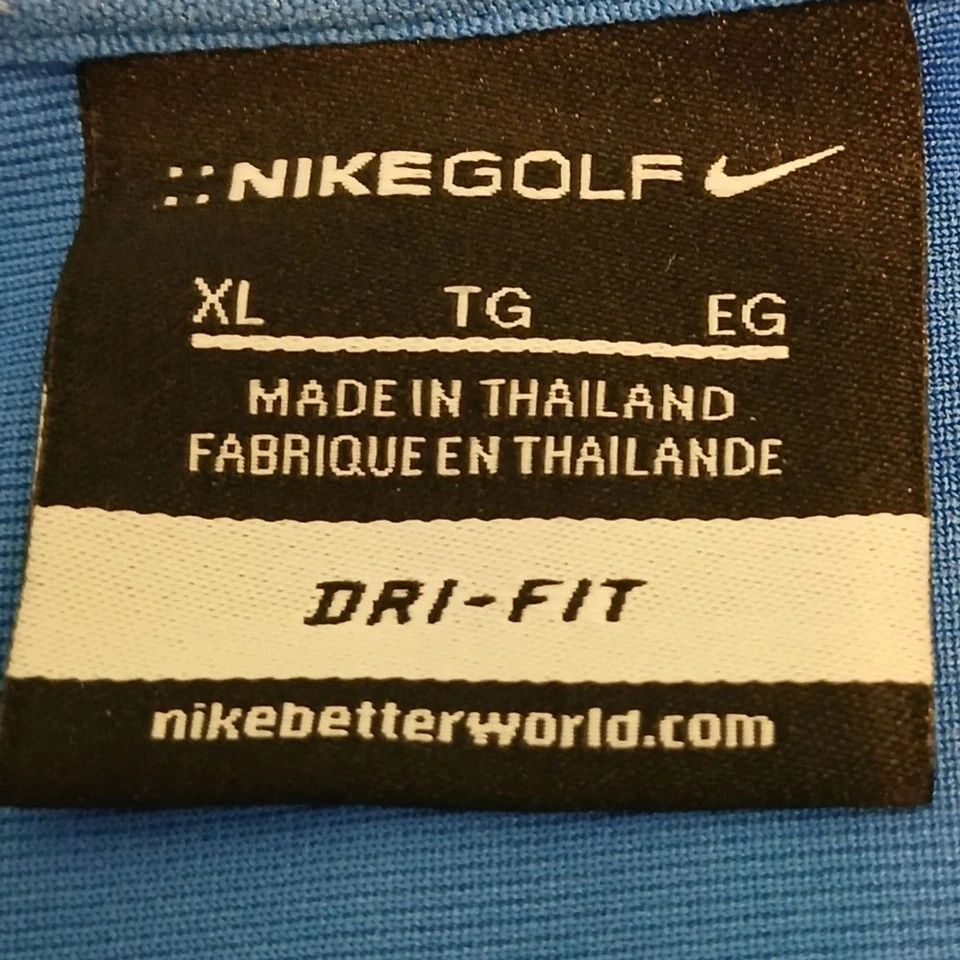 NIKEGOLF
XL TG EG
MADE IN THAILAND
FABRIQUE EN THAILANDE
DRI-FIT
nikebetterworld.com